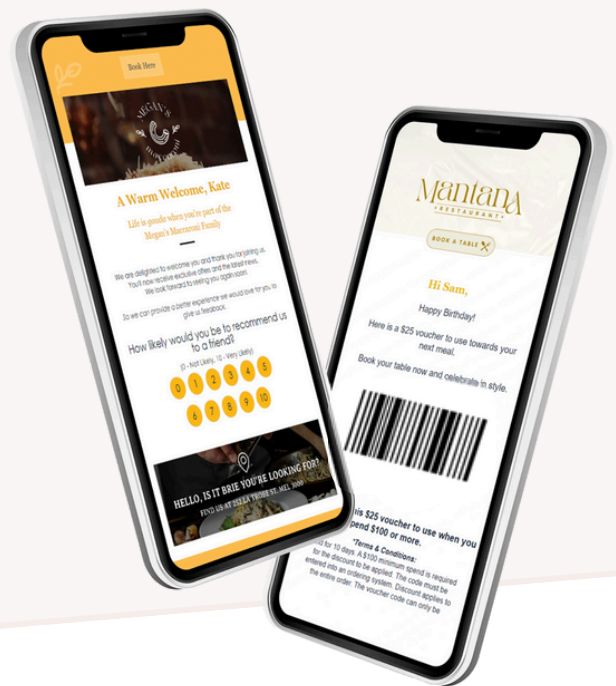 Book Here
MEGAN'S
A Warm Welcome, Kate
Life is gouda when you're part of the
Megan's Maccaroni Family
We are delighted to welcome you and thank you for joining us.
You'll now receive exclusive offers and the latest news.
We look forward to seeing you again soon!
So we can provide a better experience we would love for you to
give us feedback.
How likely would you be to recommend us
to a friend?
(0 - Not Likely, 10 - Very Likely)
0 1 2 3 4 5
6 7 8 9 10
HELLO, IS IT BRIE YOU'RE LOOKING FOR?
FIND US AT 252 LA TROBE ST. MEL 3000
Mantana
RESTAURANT
BOOK A TABLE
Hi Sam,
Happy Birthday!
Here is a $25 voucher to use towards your
next meal.
Book your table now and celebrate in style.
his $25 voucher to use when you
pend $100 or more.
*Terms & Conditions:
d for 10 days. A $100 minimum spend is required
for the discount to be applied. The code must be
entered into an ordering system. Discount applies to
the entire order. The voucher code can only be